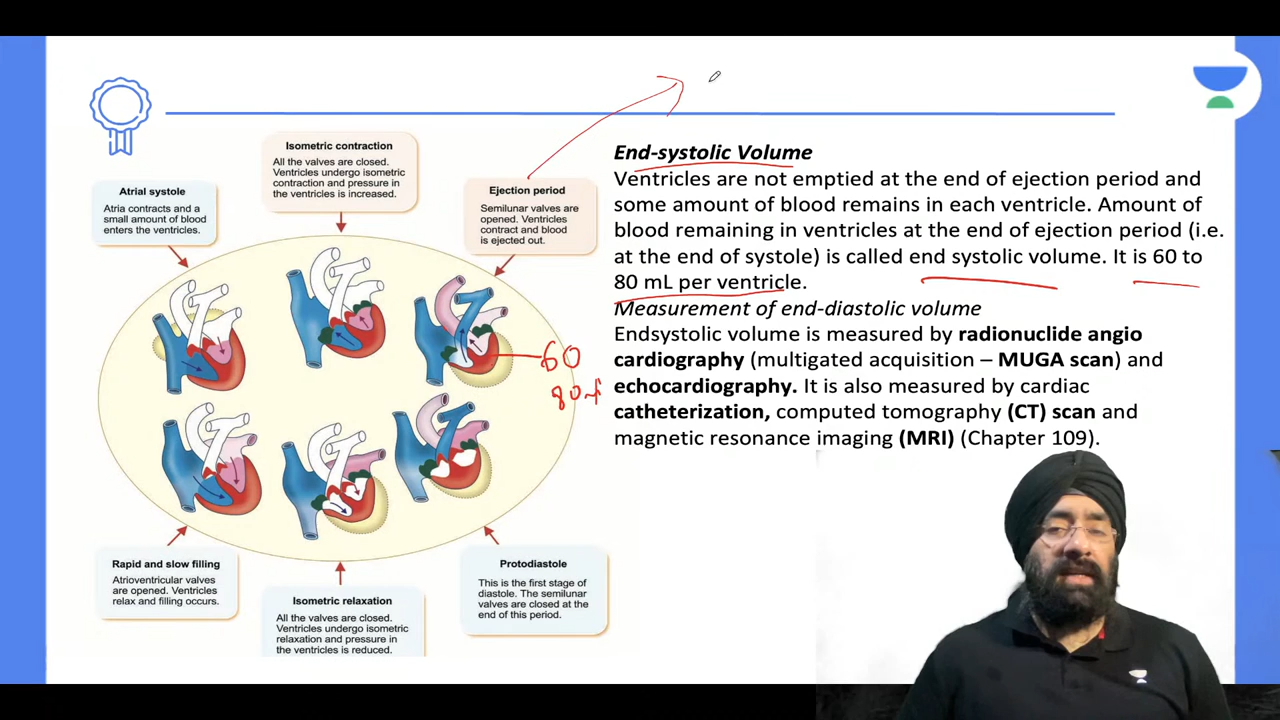 Isometric contraction
All the valves are closed.
Ventricles undergo isometric
contraction and pressure in
the ventricles is increased.
Atrial systole
Atria contracts and a
small amount of blood
enters the ventricles.
Ejection period
Semilunar valves are
opened. Ventricles
contract and blood
is ejected out.
60
80
Rapid and slow filling
Atrioventricular valves
are opened. Ventricles
relax and filling occurs.
Isometric relaxation
All the valves are closed.
Ventricles undergo isometric
relaxation and pressure in
the ventricles is reduced.
Protodiastole
This is the first stage of
diastole. The semilunar
valves are closed at the
end of this period.
End-systolic Volume
Ventricles are not emptied at the end of ejection period and
some amount of blood remains in each ventricle. Amount of
blood remaining in ventricles at the end of ejection period (i.e.
at the end of systole) is called end systolic volume. It is 60 to
80 mL per ventricle.
Measurement of end-diastolic volume
Endsystolic volume is measured by radionuclide angio
cardiography (multigated acquisition – MUGA scan) and
echocardiography. It is also measured by cardiac
catheterization, computed tomography (CT) scan and
magnetic resonance imaging (MRI) (Chapter 109).